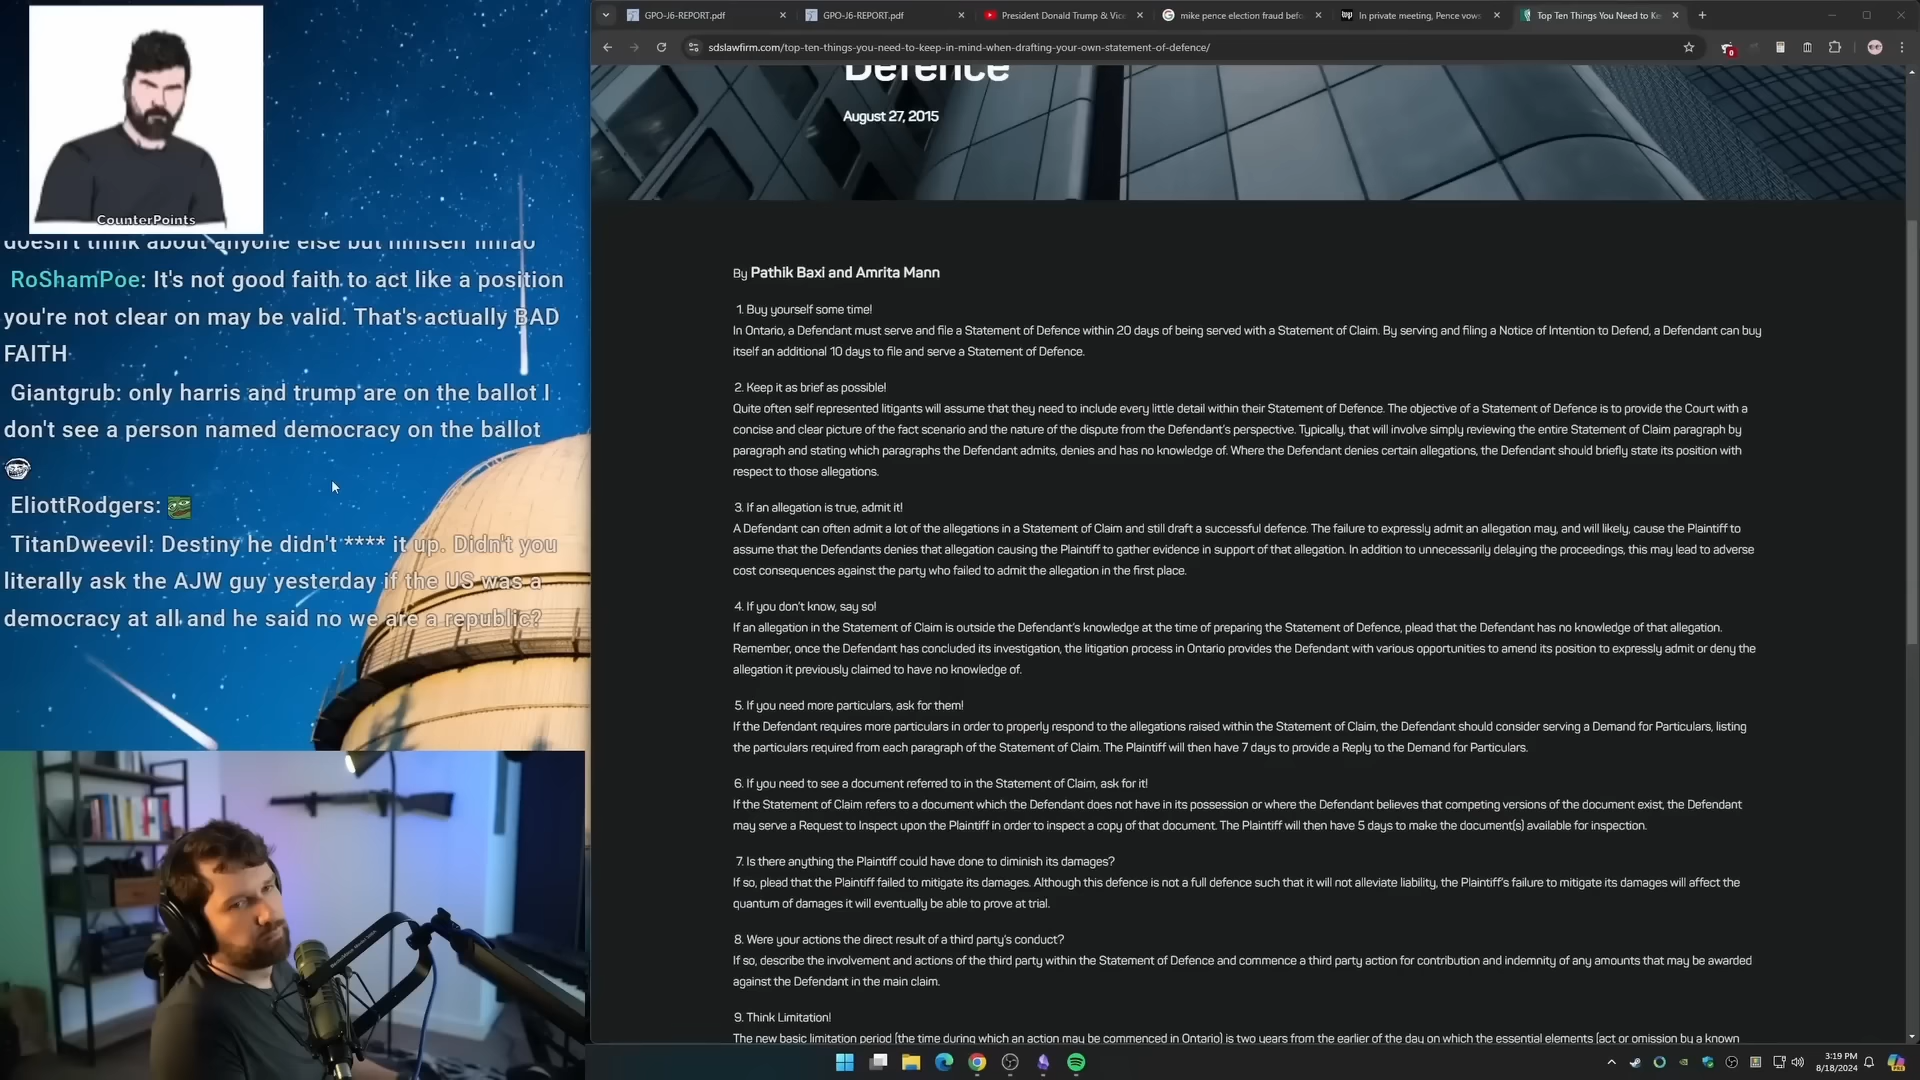 GPO-J6-REPORT.pdf
GPO-J6-REPORT.pdf
President Donald Trump & Vice
mike pence election fraud befo
In private meeting, Pence vows
Top Ten Things You Need to Ke
sdslawfirm.com/top-ten-things-you-need-to-keep-in-mind-when-drafting-your-own-statement-of-defence/
CounterPoints
doesn't think about anyone else but himself lmfao
RoShamPoe: It's not good faith to act like a position
you're not clear on may be valid. That's actually BAD
FAITH
Giantgrub: only harris and trump are on the ballot I
don't see a person named democracy on the ballot
EliottRodgers:
TitanDweevil: Destiny he didn't **** it up. Didn't you
literally ask the AJW guy yesterday if the US was a
democracy at all and he said no we are a republic?
Defence
August 27, 2015
By Pathik Baxi and Amrita Mann
1. Buy yourself some time!
In Ontario, a Defendant must serve and file a Statement of Defence within 20 days of being served with a Statement of Claim. By serving and filing a Notice of Intention to Defend, a Defendant can buy
itself an additional 10 days to file and serve a Statement of Defence.
2. Keep it as brief as possible!
Quite often self represented litigants will assume that they need to include every little detail within their Statement of Defence. The objective of a Statement of Defence is to provide the Court with a
concise and clear picture of the fact scenario and the nature of the dispute from the Defendant's perspective. Typically, that will involve simply reviewing the entire Statement of Claim paragraph by
paragraph and stating which paragraphs the Defendant admits, denies and has no knowledge of. Where the Defendant denies certain allegations, the Defendant should briefly state its position with
respect to those allegations.
3. If an allegation is true, admit it!
A Defendant can often admit a lot of the allegations in a Statement of Claim and still draft a successful defence. The failure to expressly admit an allegation may, and will likely, cause the Plaintiff to
assume that the Defendants denies that allegation causing the Plaintiff to gather evidence in support of that allegation. In addition to unnecessarily delaying the proceedings, this may lead to adverse
cost consequences against the party who failed to admit the allegation in the first place.
4. If you don't know, say so!
If an allegation in the Statement of Claim is outside the Defendant's knowledge at the time of preparing the Statement of Defence, plead that the Defendant has no knowledge of that allegation.
Remember, once the Defendant has concluded its investigation, the litigation process in Ontario provides the Defendant with various opportunities to amend its position to expressly admit or deny the
allegation it previously claimed to have no knowledge of.
5. If you need more particulars, ask for them!
If the Defendant requires more particulars in order to properly respond to the allegations raised within the Statement of Claim, the Defendant should consider serving a Demand for Particulars, listing
the particulars required from each paragraph of the Statement of Claim. The Plaintiff will then have 7 days to provide a Reply to the Demand for Particulars.
6. If you need to see a document referred to in the Statement of Claim, ask for it!
If the Statement of Claim refers to a document which the Defendant does not have in its possession or where the Defendant believes that competing versions of the document exist, the Defendant
may serve a Request to Inspect upon the Plaintiff in order to inspect a copy of that document. The Plaintiff will then have 5 days to make the document(s) available for inspection.
7. Is there anything the Plaintiff could have done to diminish its damages?
If so, plead that the Plaintiff failed to mitigate its damages. Although this defence is not a full defence such that it will not alleviate liability, the Plaintiff's failure to mitigate its damages will affect the
quantum of damages it will eventually be able to prove at trial.
8. Were your actions the direct result of a third party's conduct?
If so, describe the involvement and actions of the third party within the Statement of Defence and commence a third party action for contribution and indemnity of any amounts that may be awarded
against the Defendant in the main claim.
9. Think Limitation!
The new basic limitation period (the time during which an action may be commenced in Ontario) is two years from the earlier of the day on which the essential elements (act or omission by a known
3:19 PM
8/18/2024